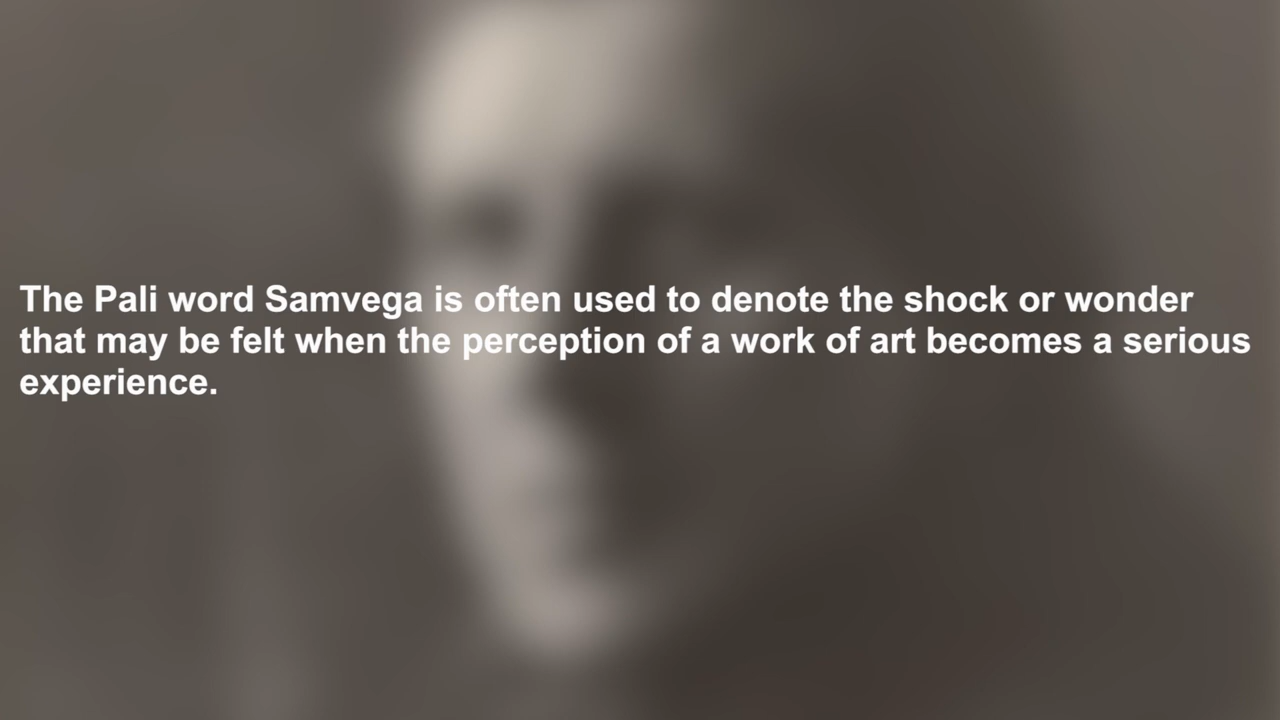 The Pali word Samvega is often used to denote the shock or wonder
that may be felt when the perception of a work of art becomes a serious
experience.